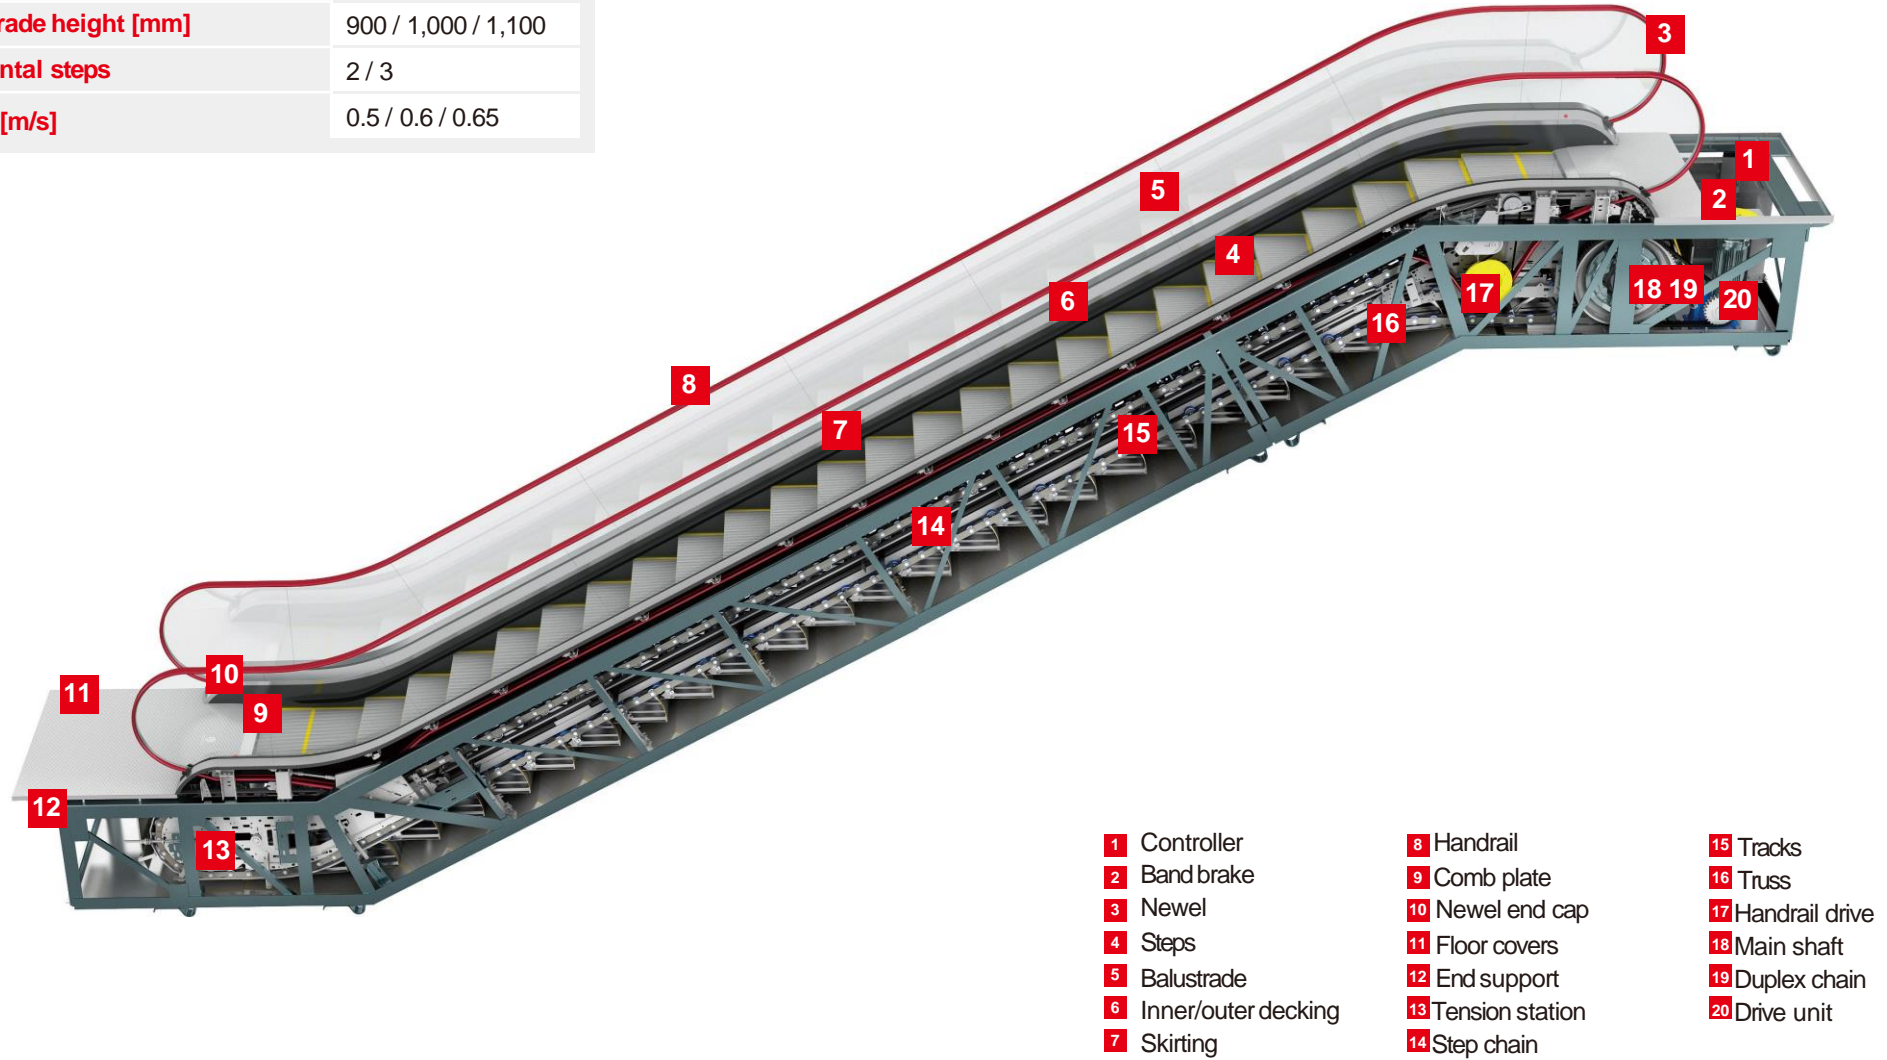 rade height [mm] 900 / 1,000 / 1,100
ntal steps 2 / 3
[m/s] 0.5 / 0.6 / 0.65
3
1
2
5
4
6
17
18 19
20
16
8
7
15
14
10
11
9
12
13
1 Controller
2 Band brake
3 Newel
4 Steps
5 Balustrade
6 Inner/outer decking
7 Skirting
8 Handrail
9 Comb plate
10 Newel end cap
11 Floor covers
12 End support
13 Tension station
14 Step chain
15 Tracks
16 Truss
17 Handrail drive
18 Main shaft
19 Duplex chain
20 Drive unit